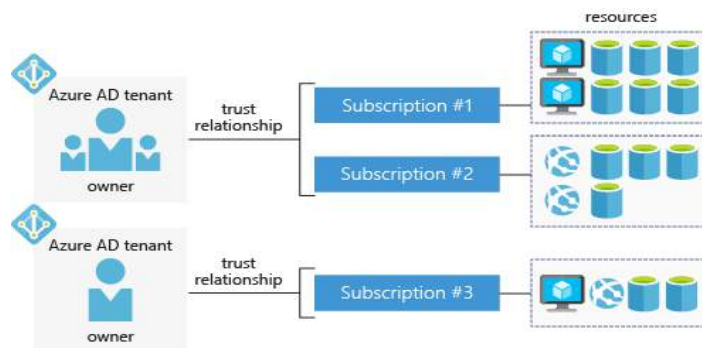 resources
Azure AD tenant
owner
trust
relationship
Subscription #1
Subscription #2
Azure AD tenant
owner
trust
relationship
Subscription #3